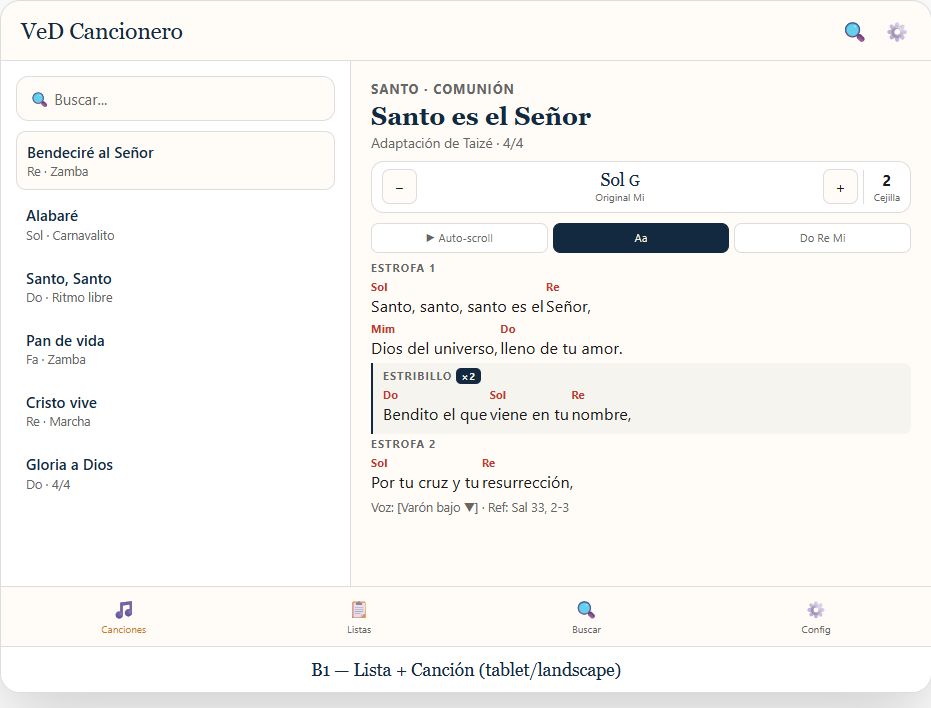 VeD Cancionero
Buscar...
Bendeciré al Señor
Re · Zamba
Alabaré
Sol · Carnavalito
Santo, Santo
Do · Ritmo libre
Pan de vida
Fa · Zamba
Cristo vive
Re · Marcha
Gloria a Dios
Do · 4/4
SANTO · COMUNIÓN
Santo es el Señor
Adaptación de Taizé · 4/4
− Sol G + 2
Original Mi Cejilla
▶ Auto-scroll Aa Do Re Mi
ESTROFA 1
Sol Re
Santo, santo, santo es el Señor,
Mim Do
Dios del universo, lleno de tu amor.
ESTRIBILLO ×2
Do Sol Re
Bendito el que viene en tu nombre,
ESTROFA 2
Sol Re
Por tu cruz y tu resurrección,
Voz: [Varón bajo ▼] · Ref: Sal 33, 2-3
Canciones Listas Buscar Config
B1 — Lista + Canción (tablet/landscape)